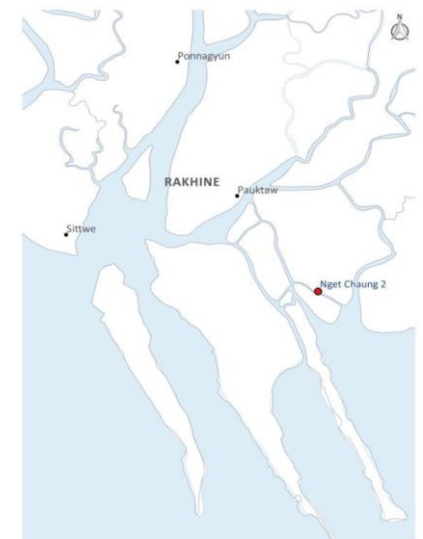 N
Ponnagyun
RAKHINE
Pauktaw
Sittwe
Nget Chaung 2